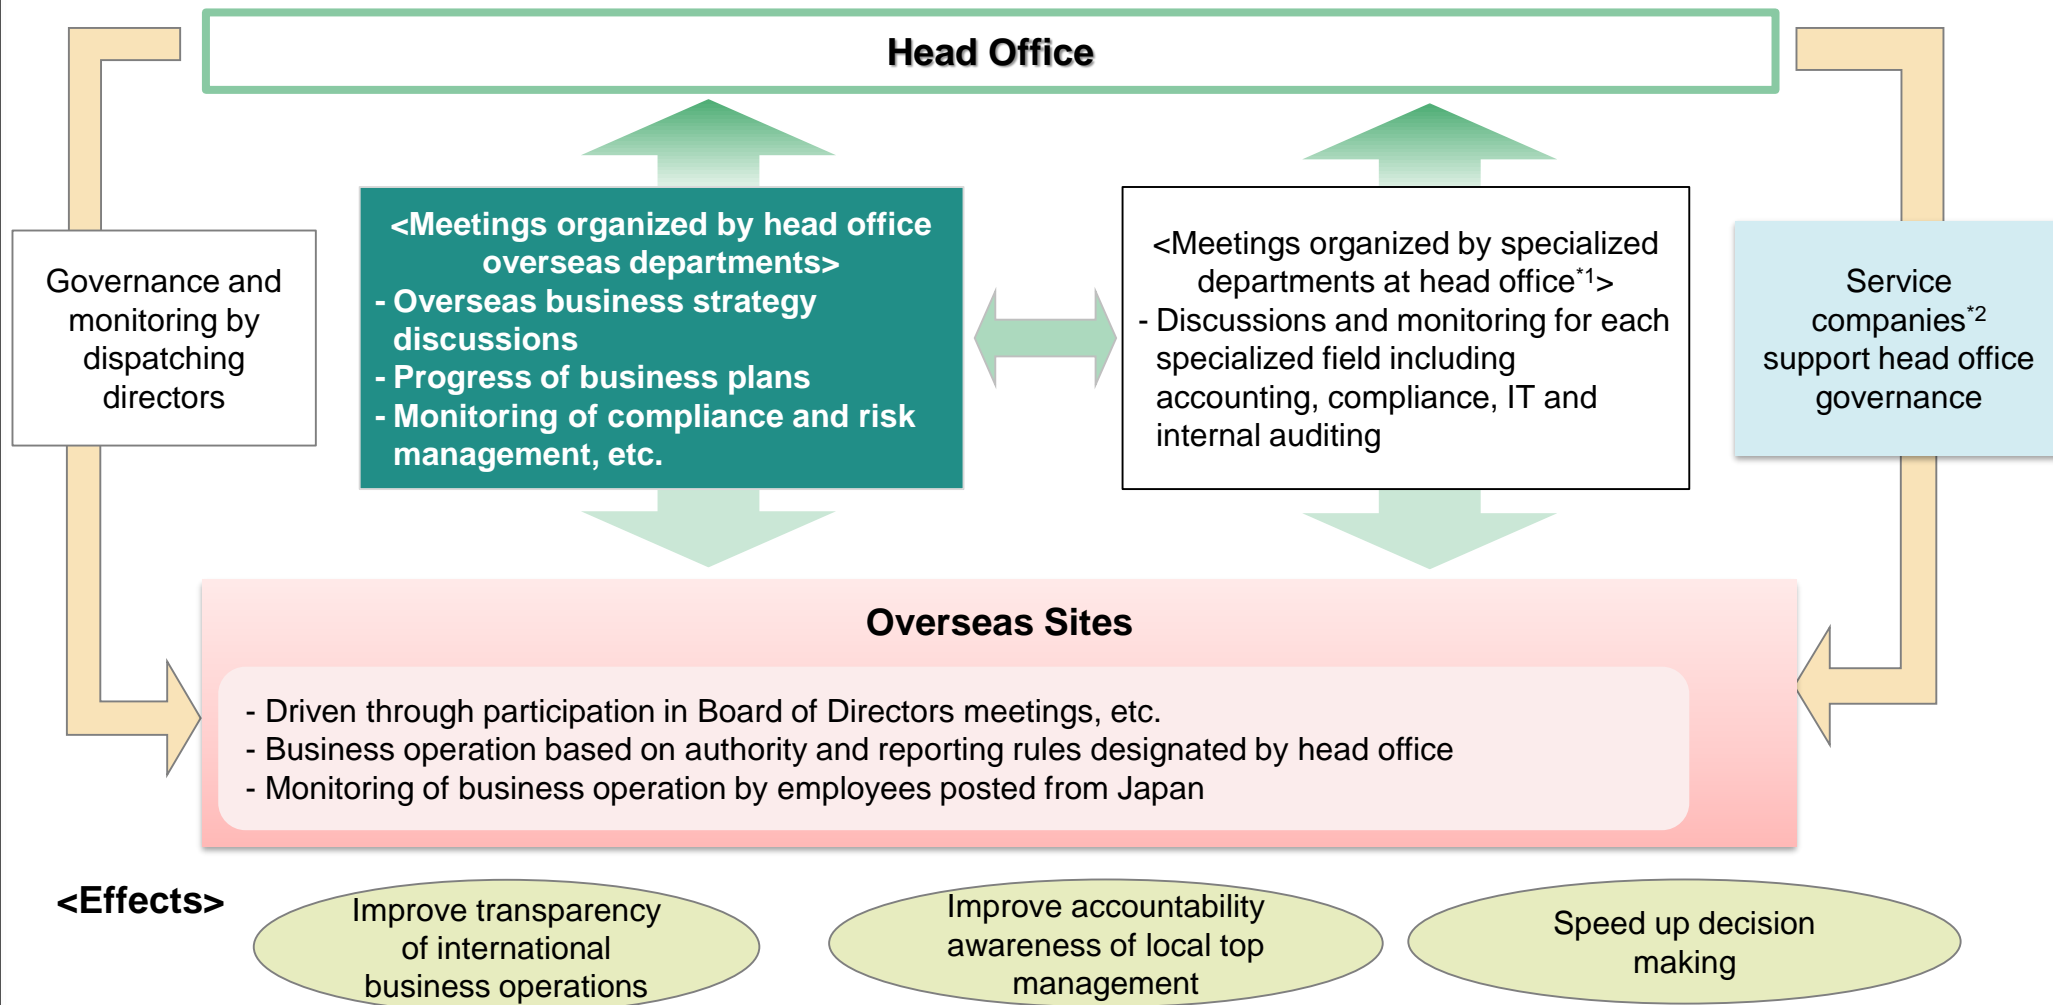 Head Office
Governance and
monitoring by
dispatching
directors
<Meetings organized by head office
overseas departments>
- Overseas business strategy
discussions
- Progress of business plans
- Monitoring of compliance and risk
management, etc.
<Meetings organized by specialized
departments at head office*1>
- Discussions and monitoring for each
specialized field including
accounting, compliance, IT and
internal auditing
Service
companies*2
support head office
governance
Overseas Sites
- Driven through participation in Board of Directors meetings, etc.
- Business operation based on authority and reporting rules designated by head office
- Monitoring of business operation by employees posted from Japan
<Effects>
Improve transparency
of international
business operations
Improve accountability
awareness of local top
management
Speed up decision
making